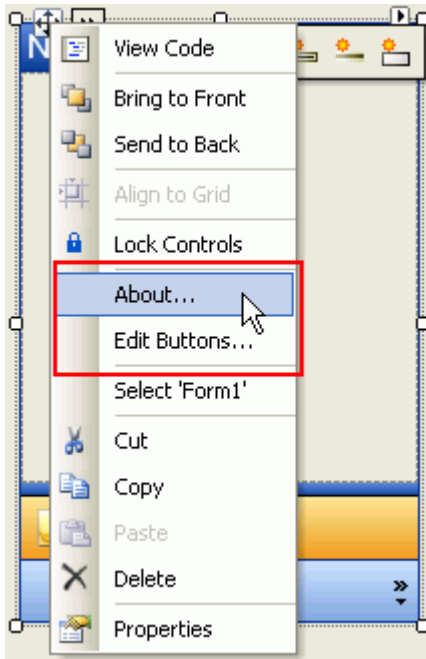 N
View Code
Bring to Front
Send to Back
Align to Grid
Lock Controls
About...
Edit Buttons...
Select 'Form1'
Cut
Copy
Paste
Delete
Properties